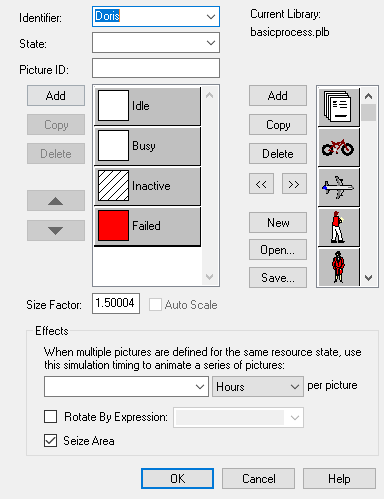 Identifier: Doris
Current Library:
basicprocess.plb
State:
Picture ID:
Add
Copy
Delete
Idle
Busy
Inactive
Failed
Add
Copy
Delete
<< >>
New
Open...
Save...
Size Factor: 1.50004 Auto Scale
Effects
When multiple pictures are defined for the same resource state, use
this simulation timing to animate a series of pictures:
Hours per picture
Rotate By Expression:
Seize Area
OK Cancel Help